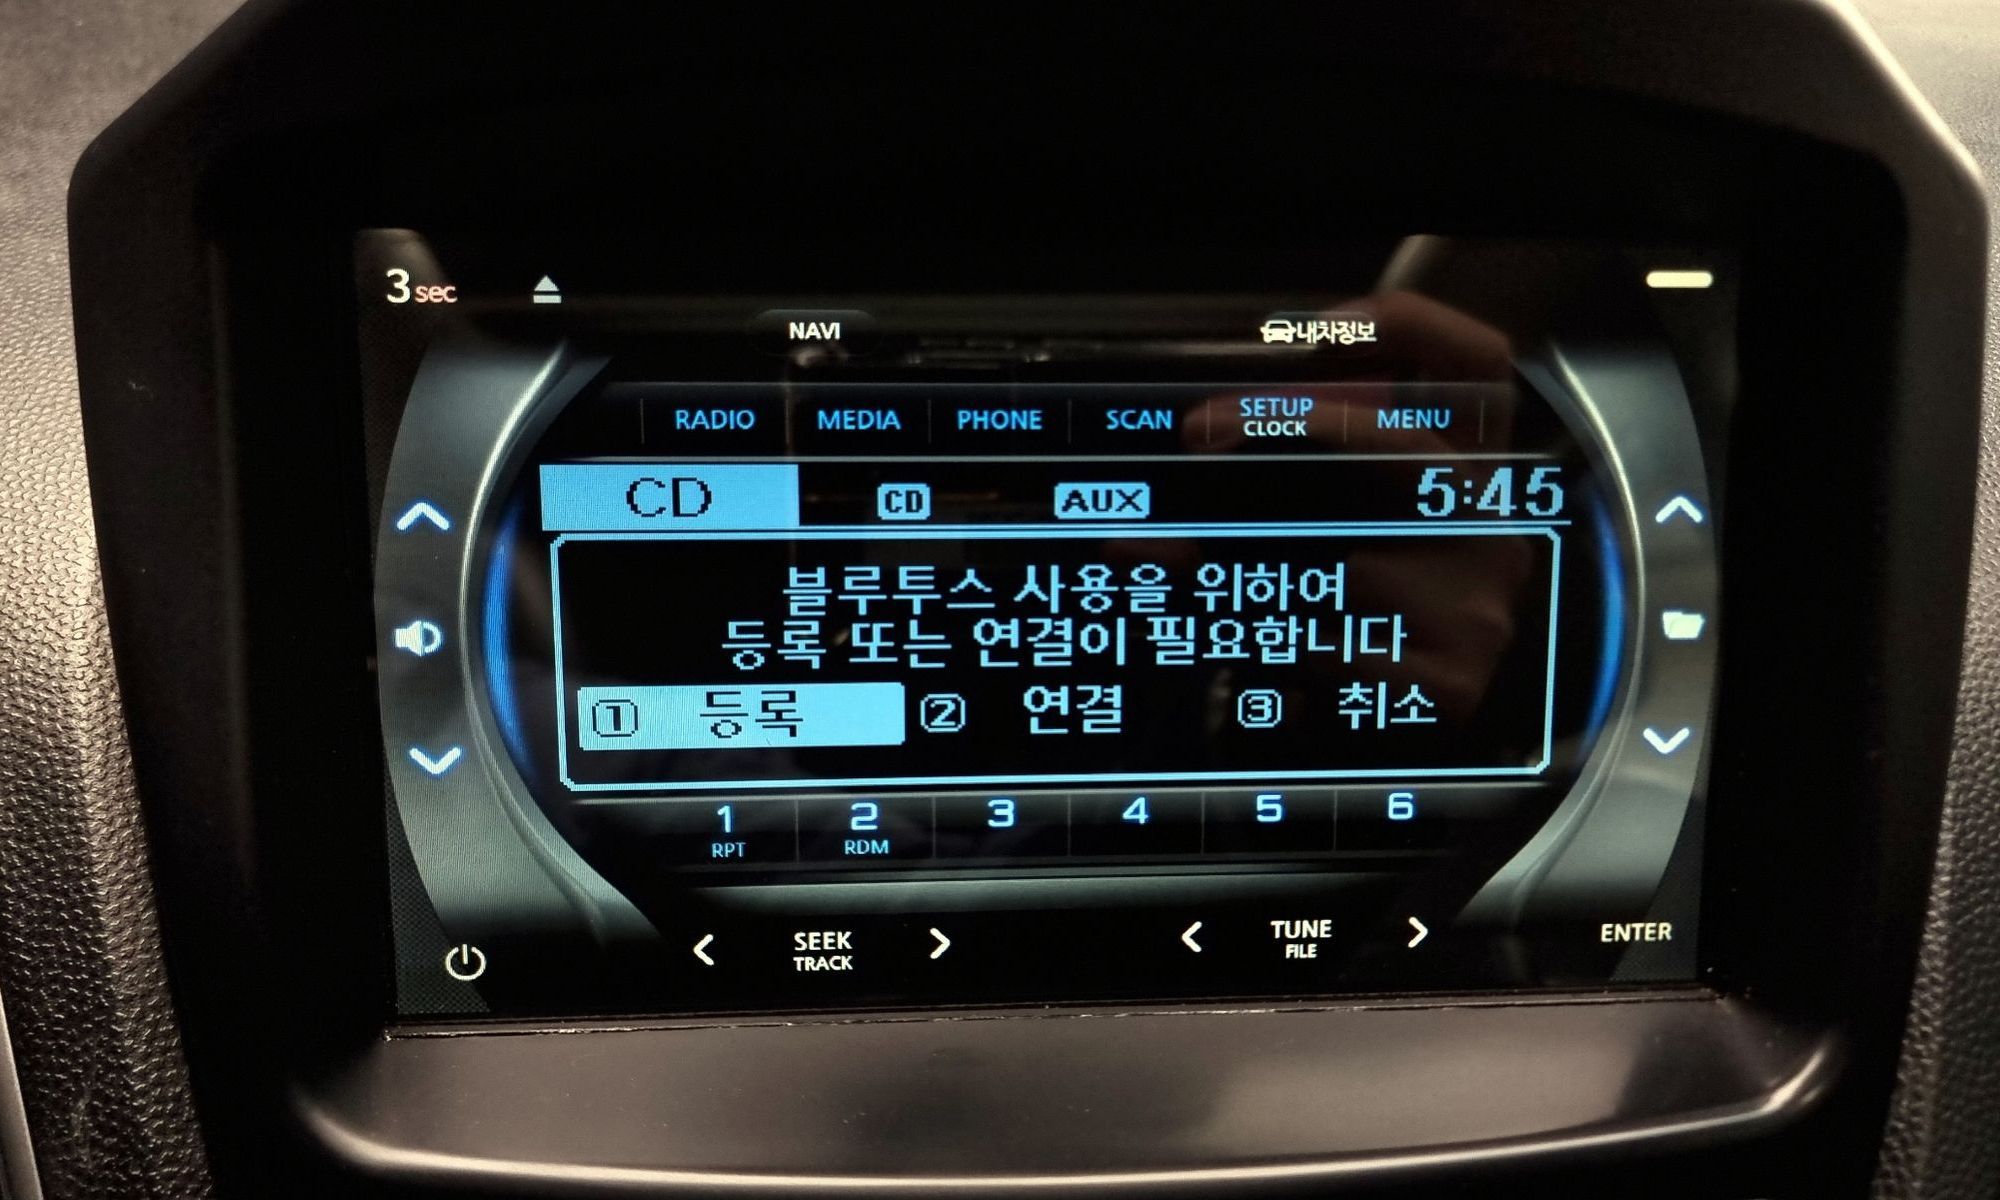 3 sec
NAVI 내차정보
RADIO MEDIA PHONE SCAN SETUP CLOCK MENU
CD CD AUX 5:45
블루투스 사용을 위하여
등록 또는 연결이 필요합니다
① 등록 ② 연결 ③ 취소
1 2 3 4 5 6
RPT RDM
SEEK TUNE ENTER
TRACK FILE